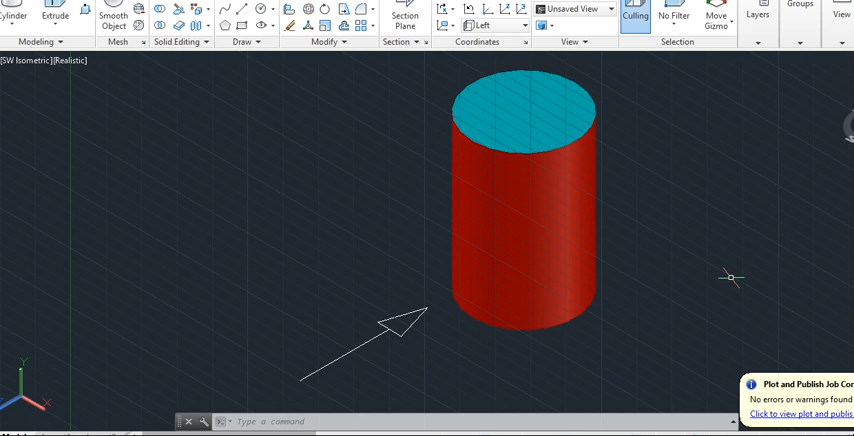 Cylinder
Extrude
Smooth
Object
Section
Plane
Left
Unsaved View
Culling
No Filter
Move
Gizmo
Layers
Groups
View
Modeling
Mesh
Solid Editing
Draw
Modify
Section
Coordinates
View
Selection
[SW Isometric][Realistic]
Y
X
Type a command
Plot and Publish Job Co
No errors or warnings found
Click to view plot and publis